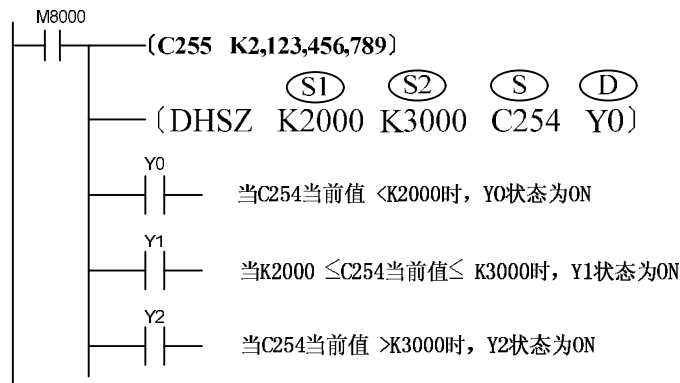 M8000
(C255 K2,123,456,789)
S1 S2 S D
(DHSZ K2000 K3000 C254 Y0)
Y0
当C254当前值 <K2000时，Y0状态为ON
Y1
当K2000 ≤C254当前值≤ K3000时，Y1状态为ON
Y2
当C254当前值 >K3000时，Y2状态为ON